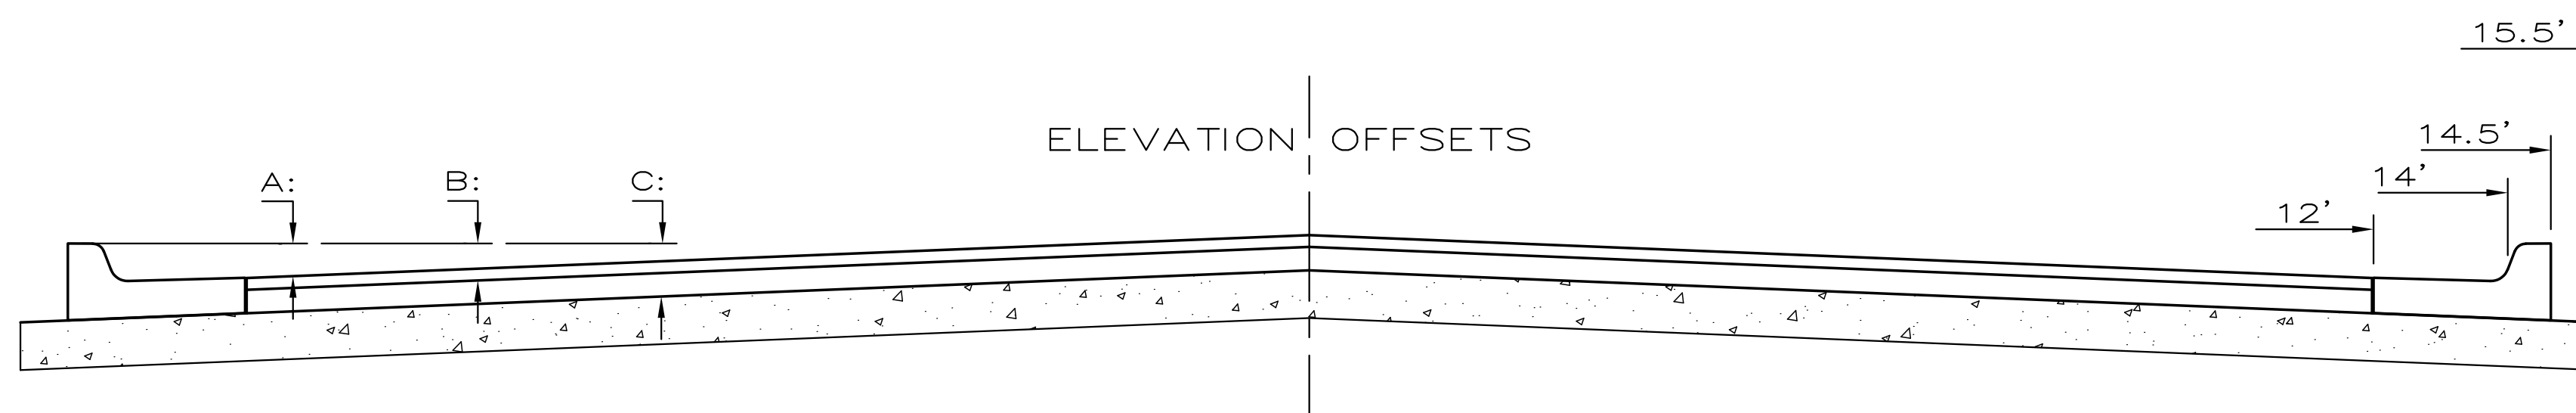 15.5'
ELEVATION OFFSETS
14.5'
14'
A: B: C:
12'